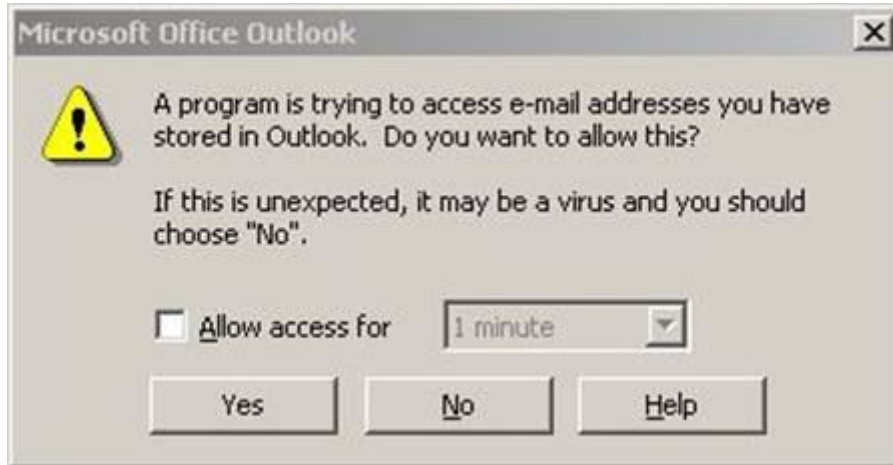 Microsoft Office Outlook
A program is trying to access e-mail addresses you have
stored in Outlook. Do you want to allow this?
If this is unexpected, it may be a virus and you should
choose "No".
Allow access for 1 minute
Yes No Help